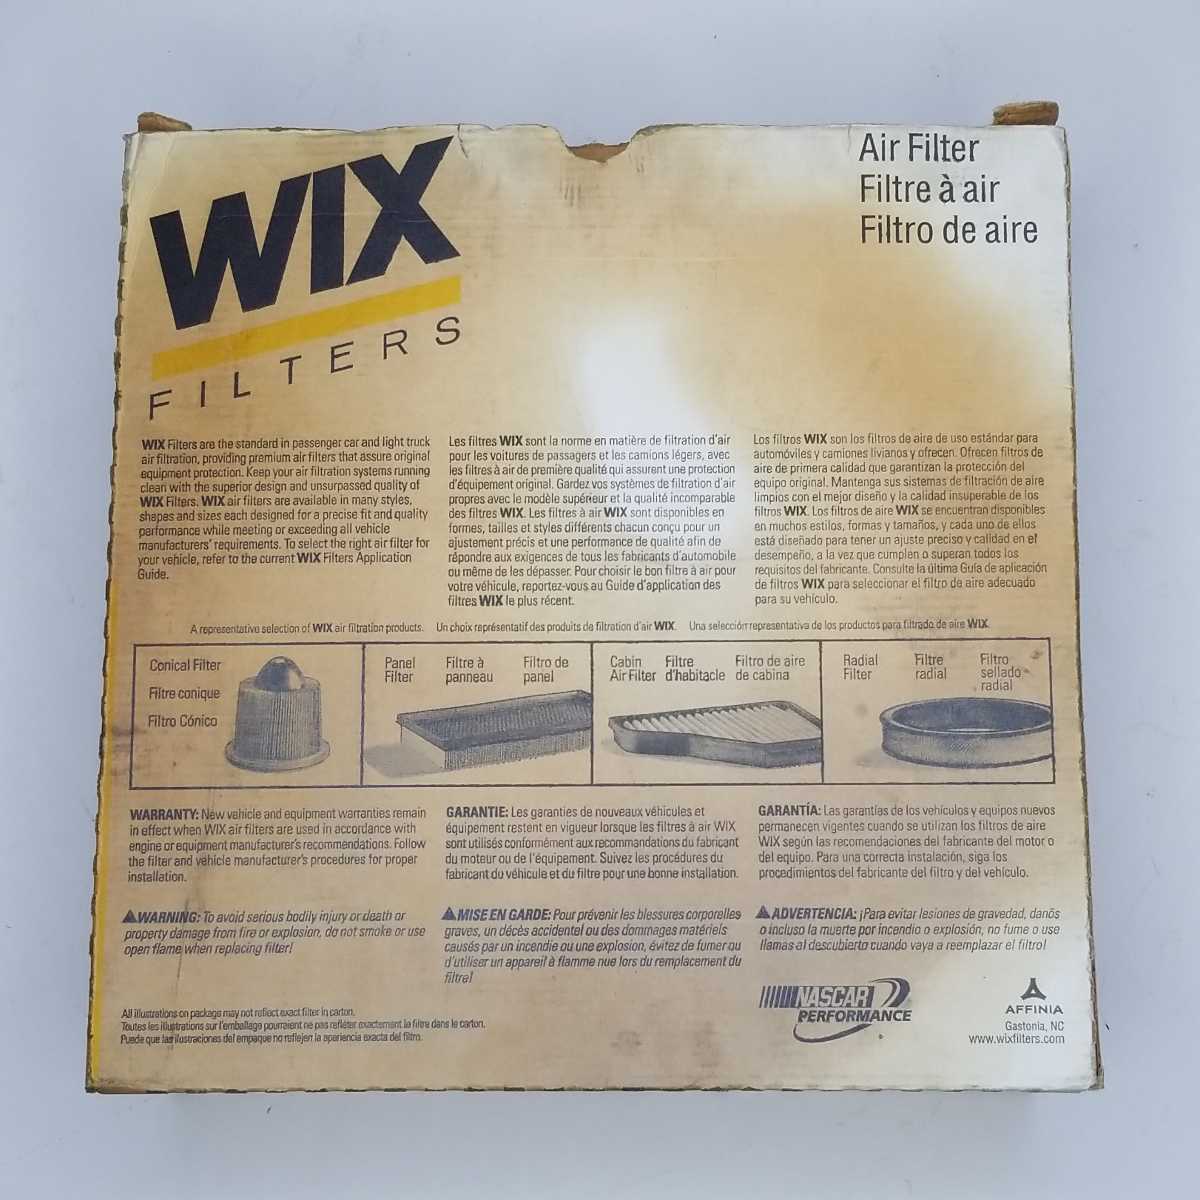 WIX
FILTERS
Air Filter
Filtre à air
Filtro de aire
WIX Filters are the standard in passenger car and light truck
air filtration, providing premium air filters that assure original
equipment protection. Keep your air filtration systems running
clean with the superior design and unsurpassed quality of
WIX Filters. WIX air filters are available in many styles,
shapes and sizes each designed for a precise fit and quality
performance while meeting or exceeding all vehicle
manufacturers' requirements. To select the right air filter for
your vehicle, refer to the current WIX Filters Application
Guide.
Les filtres WIX sont la norme en matière de filtration d'air
pour les voitures de passagers et les camions légers, avec
les filtres à air de première qualité qui assurent une protection
d'équipement original. Gardez vos systèmes de filtration d'air
propres avec le modèle supérieur et la qualité incomparable
des filtres WIX. Les filtres à air WIX sont disponibles en
formes, tailles et styles différents chacun conçu pour un
ajustement précis et une performance de qualité afin de
répondre aux exigences de tous les fabricants d'automobile
ou même de les dépasser. Pour choisir le bon filtre à air pour
votre véhicule, reportez-vous au Guide d'application des
filtres WIX le plus récent.
Los filtros WIX son los filtros de aire de uso estándar para
automóviles y camiones livianos y ofrecen. Ofrecen filtros de
aire de primera calidad que garantizan la protección del
equipo original. Mantenga sus sistemas de filtración de aire
limpios con el mejor diseño y la calidad insuperable de los
filtros WIX. Los filtros de aire WIX se encuentran disponibles
en muchos estilos, formas y tamaños, y cada uno de ellos
está diseñado para tener un ajuste preciso y calidad en el
desempeño, a la vez que cumplen o superan todos los
requisitos del fabricante. Consulte la última Guía de aplicación
de filtros WIX para seleccionar el filtro de aire adecuado
para su vehículo.
A representative selection of WIX air filtration products. Un choix représentatif des produits de filtration d'air WIX. Una selección representativa de los productos para filtrado de aire WIX.
Conical Filter
Filtre conique
Filtro Cónico
Panel
Filter
Filtre à
panneau
Filtro de
panel
Cabin
Air Filter
Filtre
d'habitacle
Filtro de aire
de cabina
Radial
Filter
Filtre
radial
Filtro
sellado
radial
WARRANTY: New vehicle and equipment warranties remain
in effect when WIX air filters are used in accordance with
engine or equipment manufacturer's recommendations. Follow
the filter and vehicle manufacturer's procedures for proper
installation.
GARANTIE: Les garanties de nouveaux véhicules et
équipement restent en vigueur lorsque les filtres à air WIX
sont utilisés conformément aux recommandations du fabricant
du moteur ou de l'équipement. Suivez les procédures du
fabricant du véhicule et du filtre pour une bonne installation.
GARANTÍA: Las garantías de los vehículos y equipos nuevos
permanecen vigentes cuando se utilizan los filtros de aire
WIX según las recomendaciones del fabricante del motor o
del equipo. Para una correcta instalación, siga los
procedimientos del fabricante del filtro y del vehículo.
WARNING: To avoid serious bodily injury or death or
property damage from fire or explosion, do not smoke or use
open flame when replacing filter!
MISE EN GARDE: Pour prévenir les blessures corporelles
graves, un décès accidentel ou des dommages matériels
causés par un incendie ou une explosion, évitez de fumer ou
d'utiliser un appareil à flamme nue lors du remplacement du
filtre!
ADVERTENCIA: ¡Para evitar lesiones de gravedad, daños
o incluso la muerte por incendio o explosión, no fume o use
llamas al descubierto cuando vaya a reemplazar el filtro!
All illustrations on package may not reflect exact filter in carton.
Toutes les illustrations sur l'emballage pourraient ne pas refléter exactement le filtre dans le carton.
Puede que las ilustraciones del empaque no reflejen la apariencia exacta del filtro.
NASCAR
PERFORMANCE
AFFINIA
Gastonia, NC
www.wixfilters.com